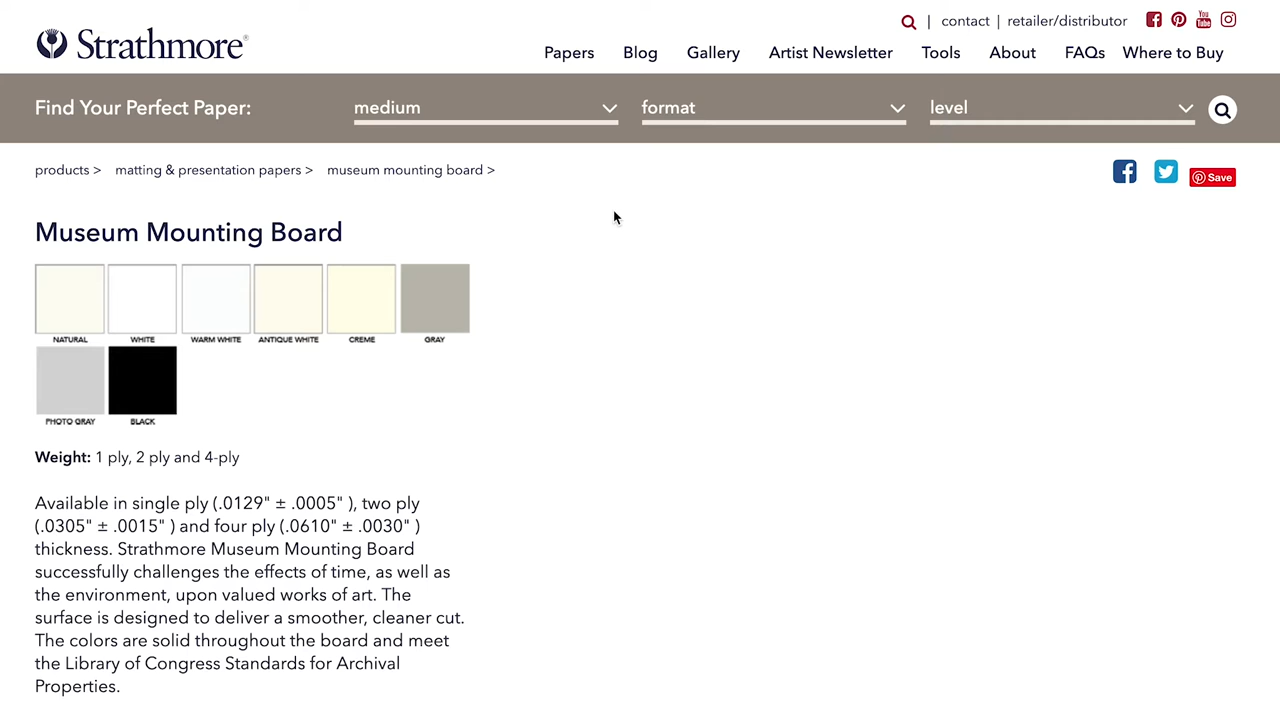 contact | retailer/distributor
You Tube
Strathmore®
Papers Blog Gallery Artist Newsletter Tools About FAQs Where to Buy
Find Your Perfect Paper: medium format level
products > matting & presentation papers > museum mounting board >
Save
Museum Mounting Board
NATURAL WHITE WARM WHITE ANTIQUE WHITE CREME GRAY
PHOTO GRAY BLACK
Weight: 1 ply, 2 ply and 4-ply
Available in single ply (.0129" ± .0005" ), two ply
(.0305" ± .0015" ) and four ply (.0610" ± .0030" )
thickness. Strathmore Museum Mounting Board
successfully challenges the effects of time, as well as
the environment, upon valued works of art. The
surface is designed to deliver a smoother, cleaner cut.
The colors are solid throughout the board and meet
the Library of Congress Standards for Archival
Properties.